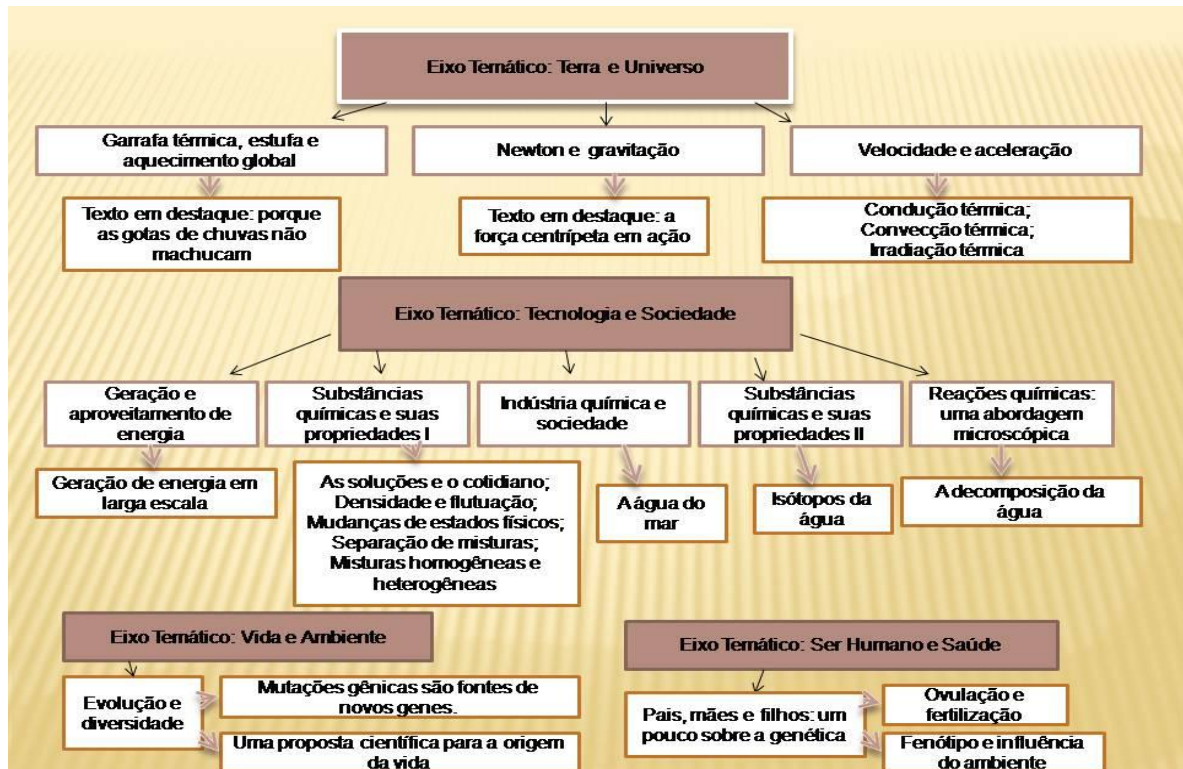 Eixo Temático: Terra e Universo
Garrafa térmica, estufa e
aquecimento global
Newton e gravitação
Velocidade e aceleração
Texto em destaque: porque
as gotas de chuvas não
machucam
Texto em destaque: a
força centrípeta em ação
Condução térmica;
Convecção térmica;
Irradiação térmica
Eixo Temático: Tecnologia e Sociedade
Geração e
aproveitamento de
energia
Substâncias
químicas e suas
propriedades I
Indústria química e
sociedade
Substâncias
químicas e suas
propriedades II
Reações químicas:
uma abordagem
microscópica
Geração de energia em
larga escala
As soluções e o cotidiano;
Densidade e flutuação;
Mudanças de estados físicos;
Separação de misturas;
Misturas homogêneas e
heterogêneas
A água do
mar
Isótopos da
água
A decomposição da
água
Eixo Temático: Vida e Ambiente
Evolução e
diversidade
Mutações gênicas são fontes de
novos genes.
Uma proposta científica para a origem
da vida
Eixo Temático: Ser Humano e Saúde
Pais, mães e filhos: um
pouco sobre a genética
Ovulação e
fertilização
Fenótipo e influência
do ambiente